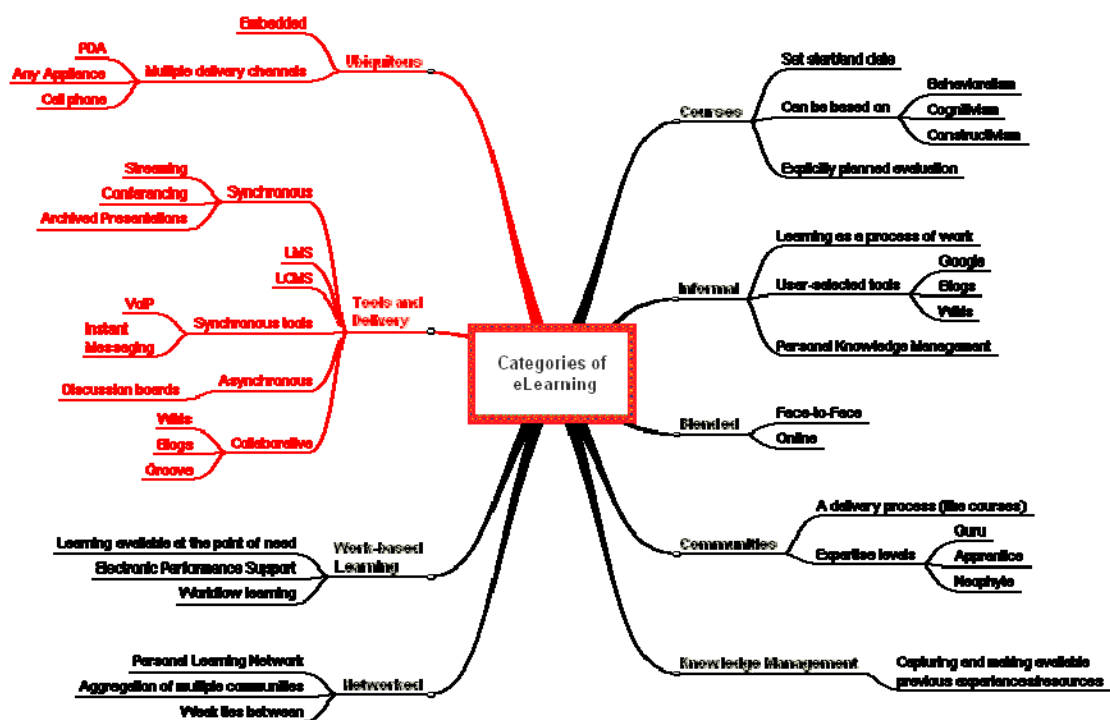 Embedded
PDA
Any Appliance
Cell phone
Multiple delivery channels
Ubiquitous
Streaming
Conferencing
Archived Presentations
Synchronous
LMS
LCMS
VoIP
Instant
Messaging
Synchronous tools
Tools and
Delivery
Discussion boards
Asynchronous
Wikis
Blogs
Groove
Collaborative
Learning available at the point of need
Electronic Performance Support
Workflow learning
Work-based
Learning
Personal Learning Network
Aggregation of multiple communities
Weak ties between
Networked
Categories of
eLearning
Courses
Set start/end date
Can be based on
Behavioralism
Cognitivism
Constructivism
Explicitly planned evaluation
Informal
Learning as a process of work
User-selected tools
Google
Blogs
Wikis
Personal Knowledge Management
Blended
Face-to-Face
Online
Communities
A delivery process (like courses)
Expertise levels
Guru
Apprentice
Neophyte
Knowledge Management
Capturing and making available
previous experiences/resources